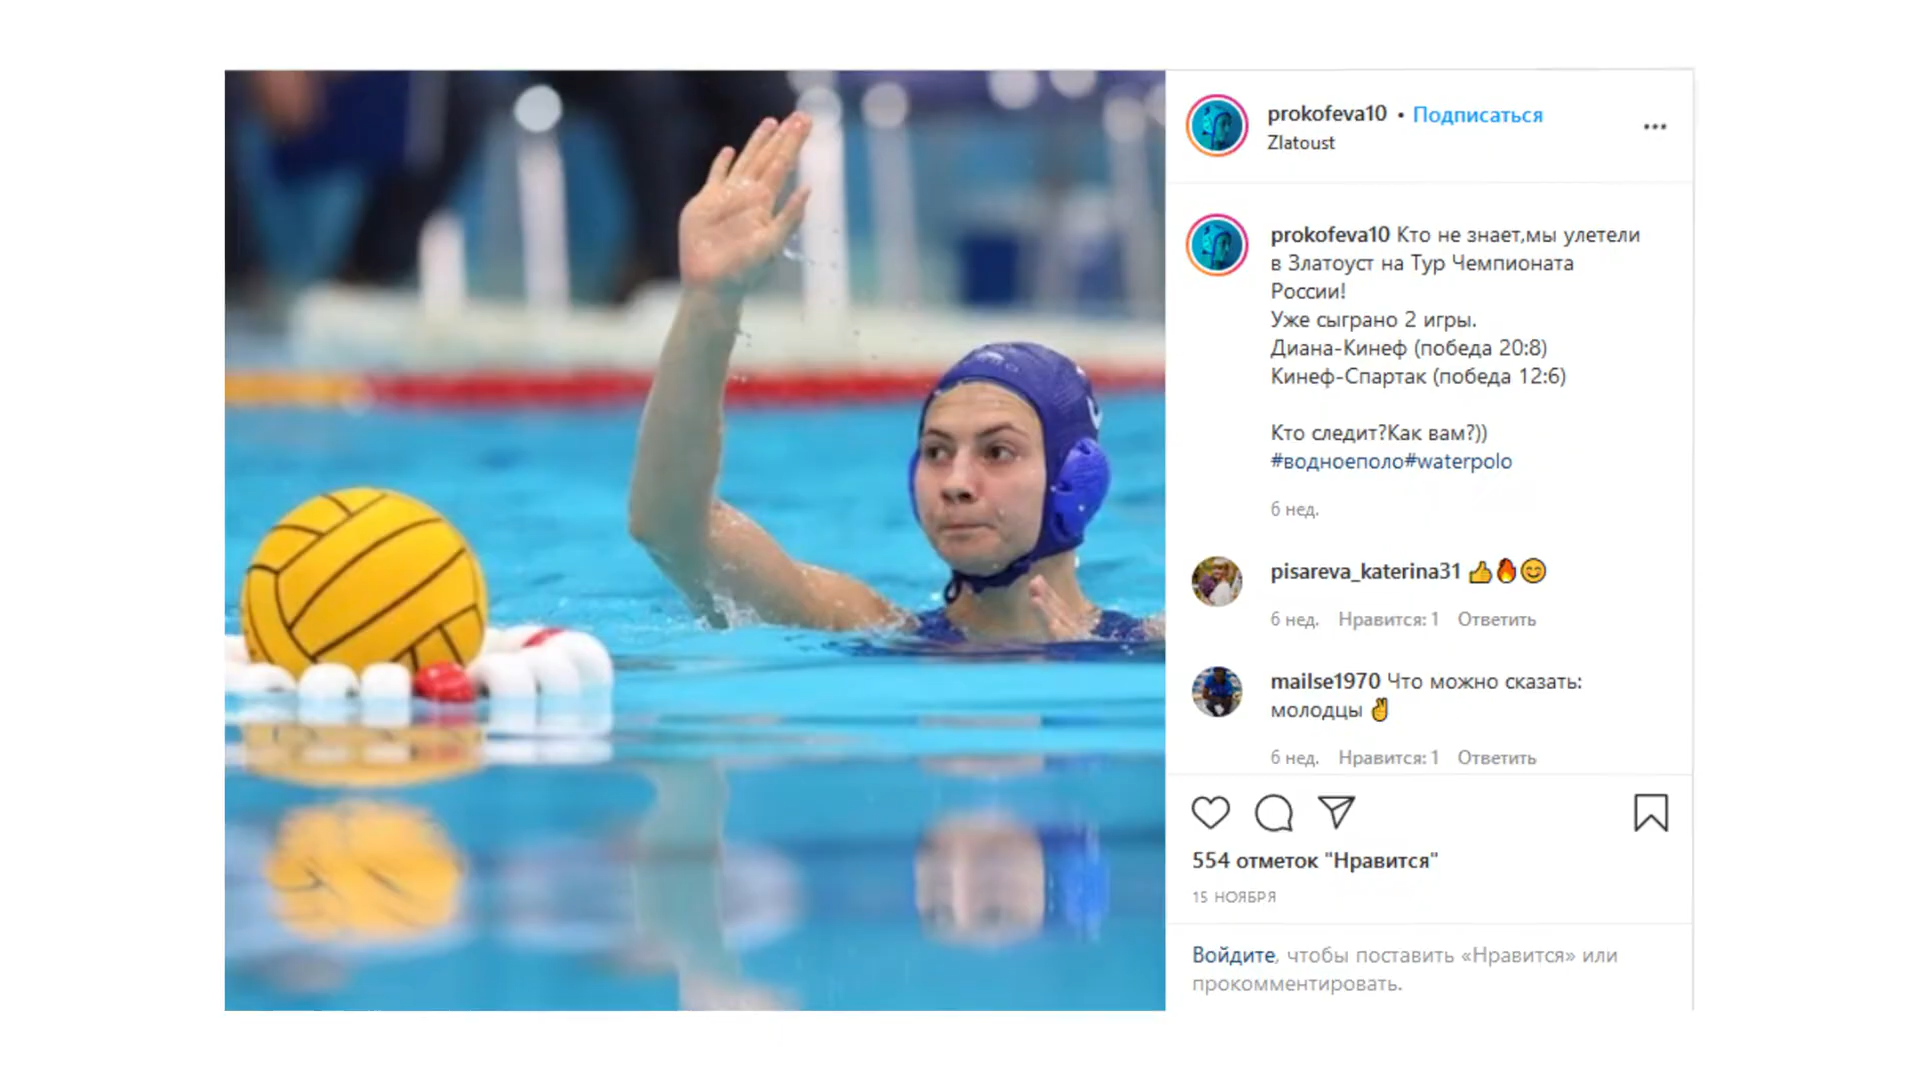 prokofeva10 • Подписаться
Zlatoust
prokofeva10 Кто не знает,мы улетели
в Златоуст на Тур Чемпионата
России!
Уже сыграно 2 игры.
Диана-Кинеф (победа 20:8)
Кинеф-Спартак (победа 12:6)
Кто следит?Как вам?))
#водноеполо#waterpolo
6 нед.
pisareva_katerina31 👍🔥😊
6 нед. Нравится: 1 Ответить
mailse1970 Что можно сказать:
молодцы ✌
6 нед. Нравится: 1 Ответить
554 отметок "Нравится"
15 НОЯБРЯ
Войдите, чтобы поставить «Нравится» или
прокомментировать.